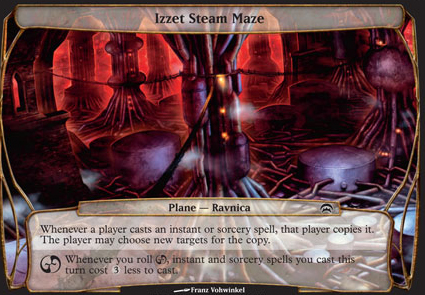 Izzet Steam Maze
Plane — Ravnica
Whenever a player casts an instant or sorcery spell, that player copies it.
The player may choose new targets for the copy.
Whenever you roll , instant and sorcery spells you cast this
turn cost 3 less to cast.
Franz Vohwinkel